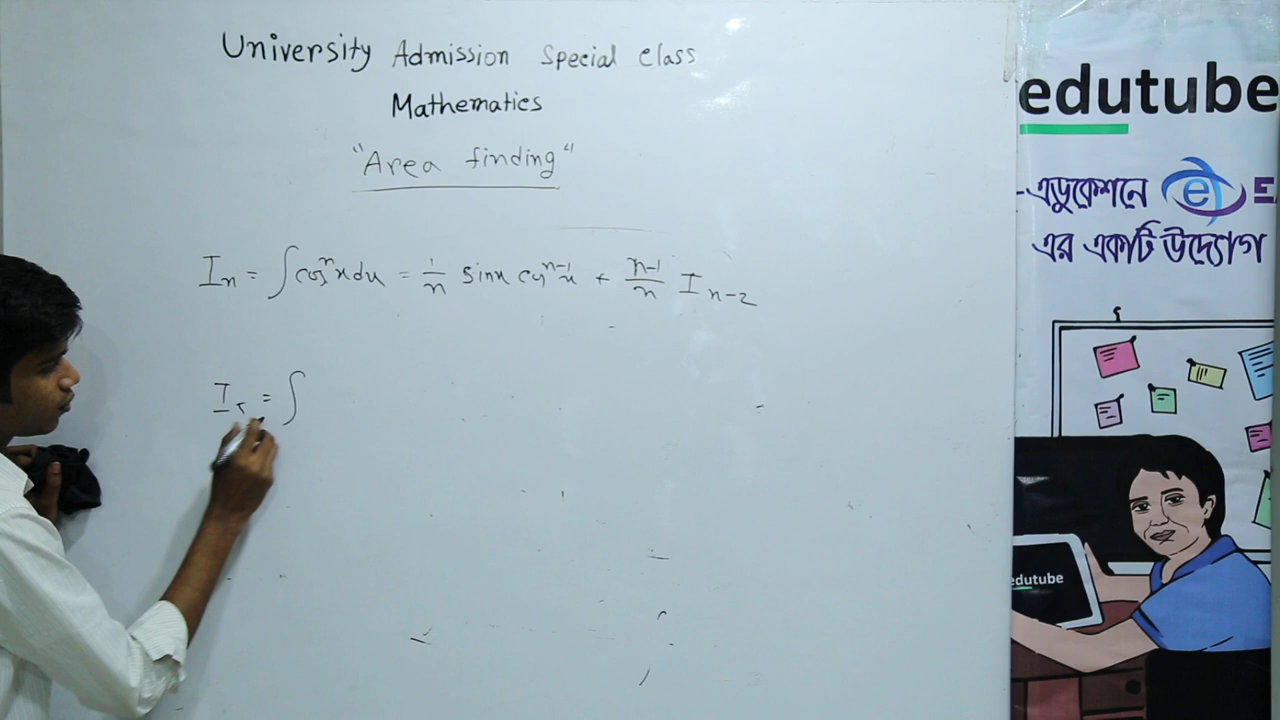 University Admission Special Class
Mathematics
"Area finding"
Iₙ = ∫cosⁿx dx = 1/n sinx cosⁿ⁻¹x + n-1/n Iₙ₋₂
I₅ = ∫
edutube
-এডুকেশনে e E
এর একটি উদ্যোগ
edutube